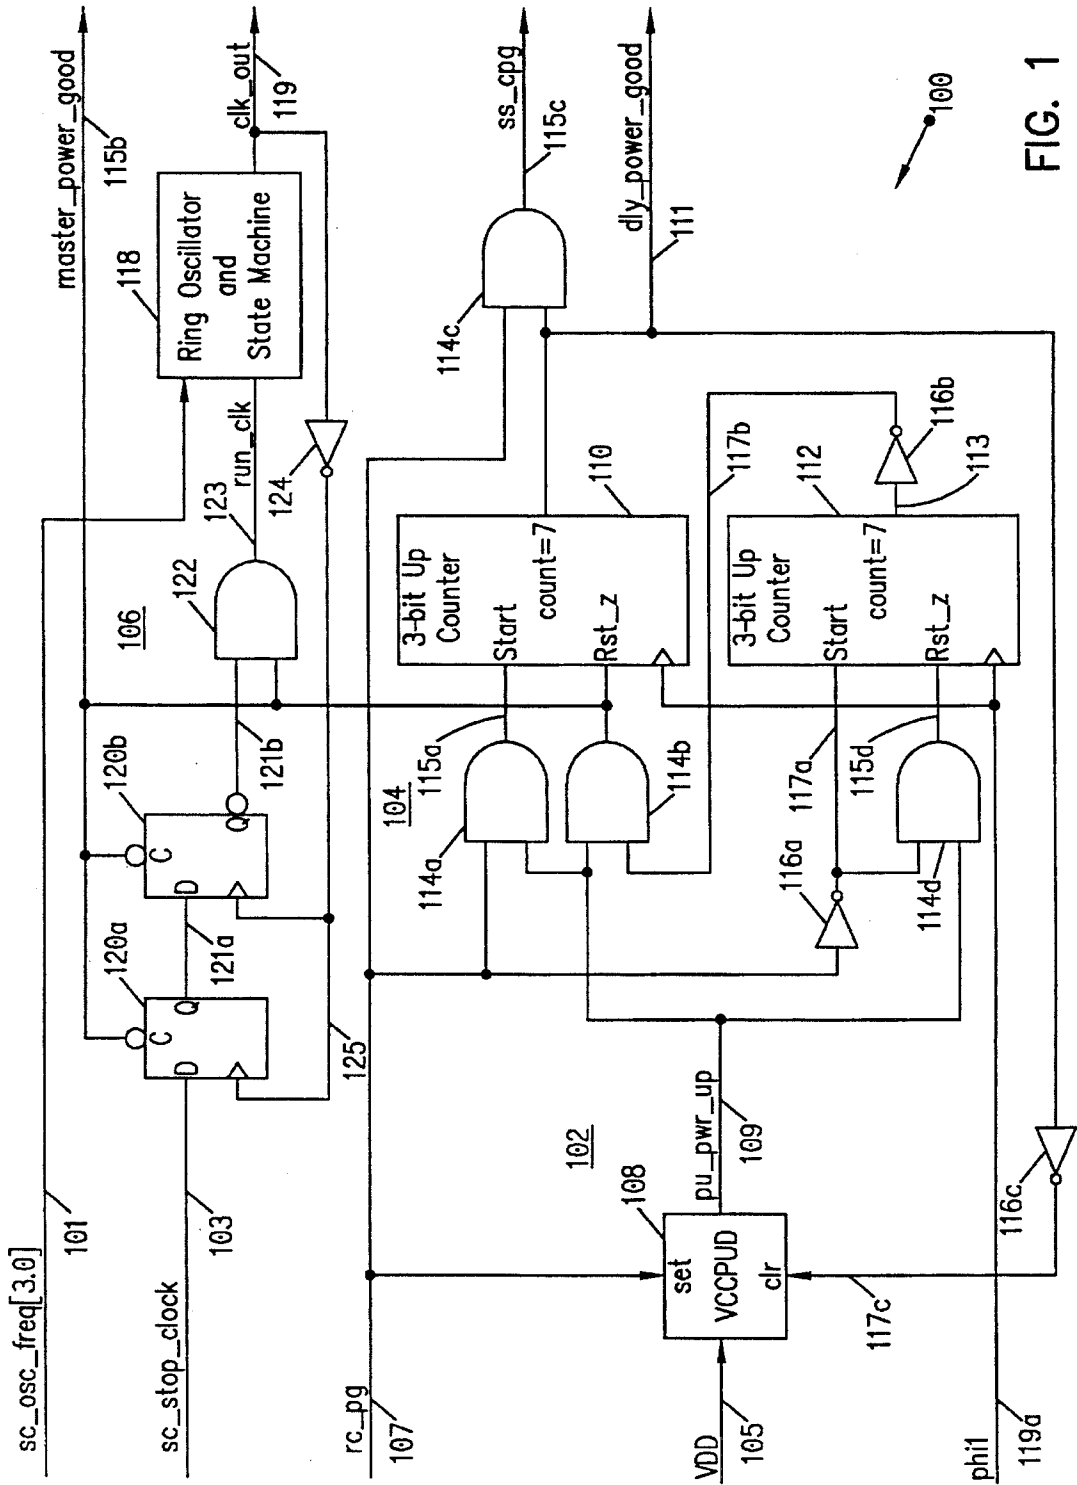 sc_osc_freq[3.0]
101
sc_stop_clock
103
rc_pg
107
VDD
105
phi1
119a
master_power_good
115b
118
Ring Oscillator
and
State Machine
clk_out
119
run_clk
123
124
122
106
120b
C
D
Q
121b
120a
C
D
Q
121a
125
ss_cpg
115c
114c
dly_power_good
111
110
3-bit Up
Counter
Start
count=7
Rst_z
117b
112
3-bit Up
Counter
Start
count=7
Rst_z
116b
113
104
115a
114a
114b
117a
115d
116a
114d
102
108
set
VCCPUD
clr
pu_pwr_up
109
117c
116c
100
FIG. 1